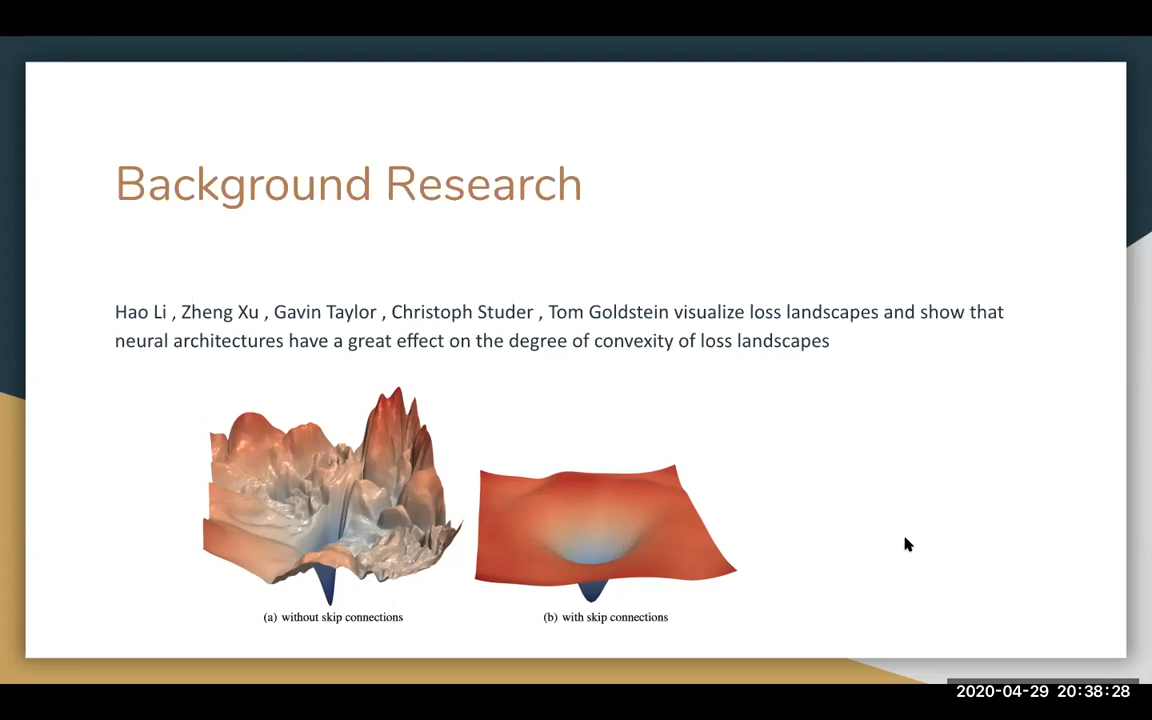 Background Research
Hao Li , Zheng Xu , Gavin Taylor , Christoph Studer , Tom Goldstein visualize loss landscapes and show that
neural architectures have a great effect on the degree of convexity of loss landscapes
(a) without skip connections
(b) with skip connections
2020-04-29 20:38:28